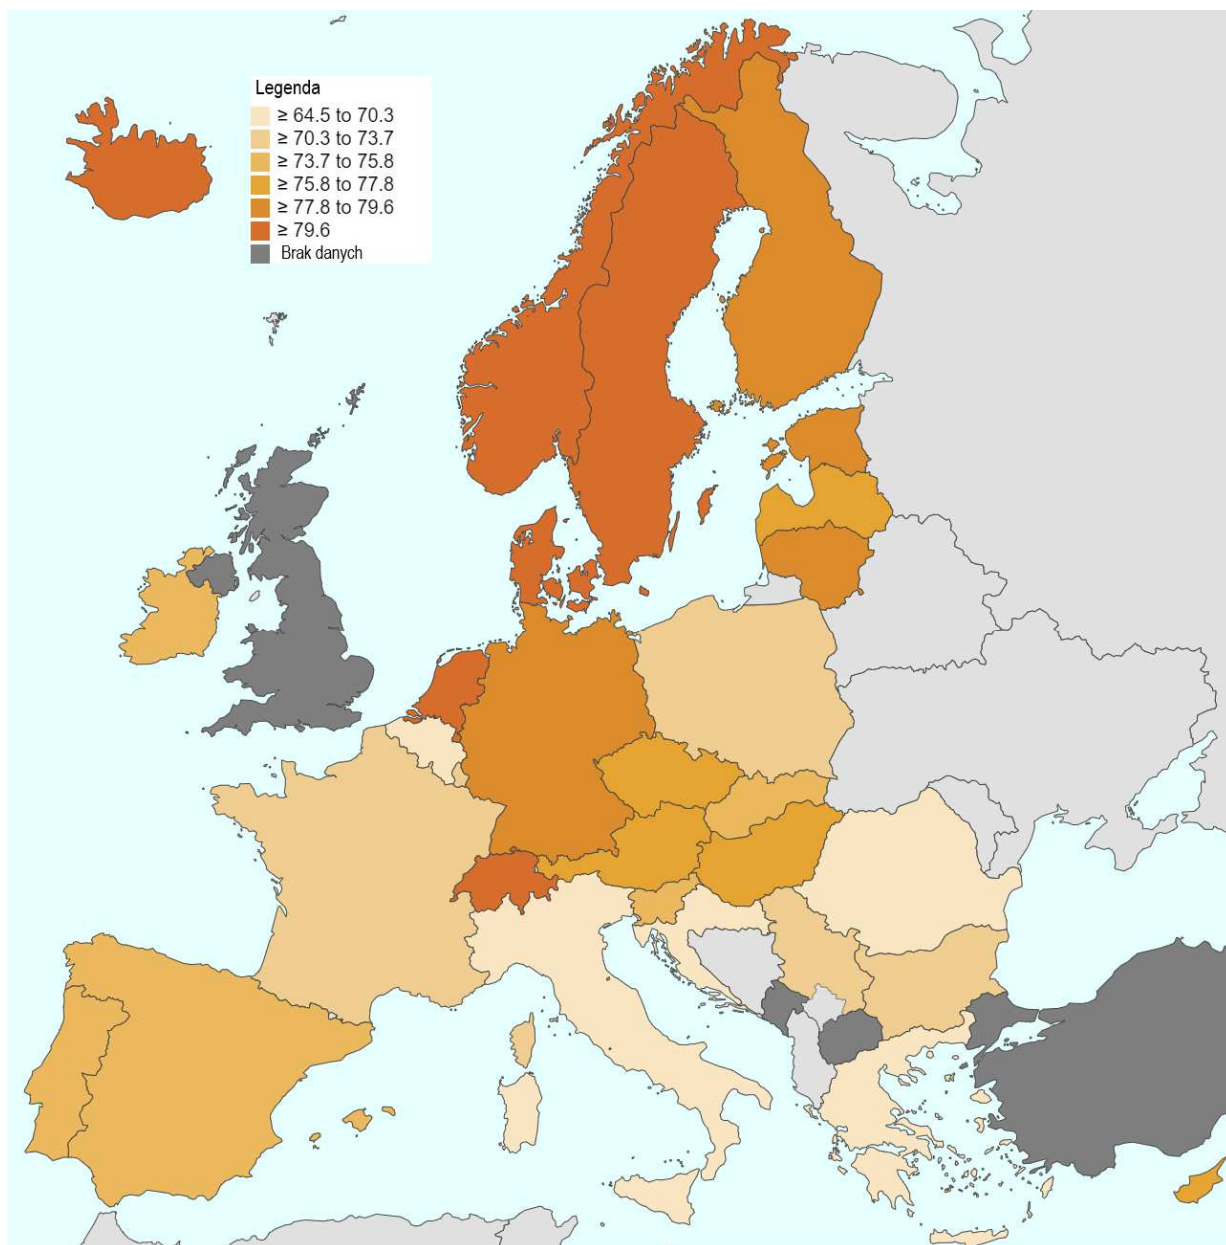 Legenda
≥ 64.5 to 70.3
≥ 70.3 to 73.7
≥ 73.7 to 75.8
≥ 75.8 to 77.8
≥ 77.8 to 79.6
≥ 79.6
Brak danych